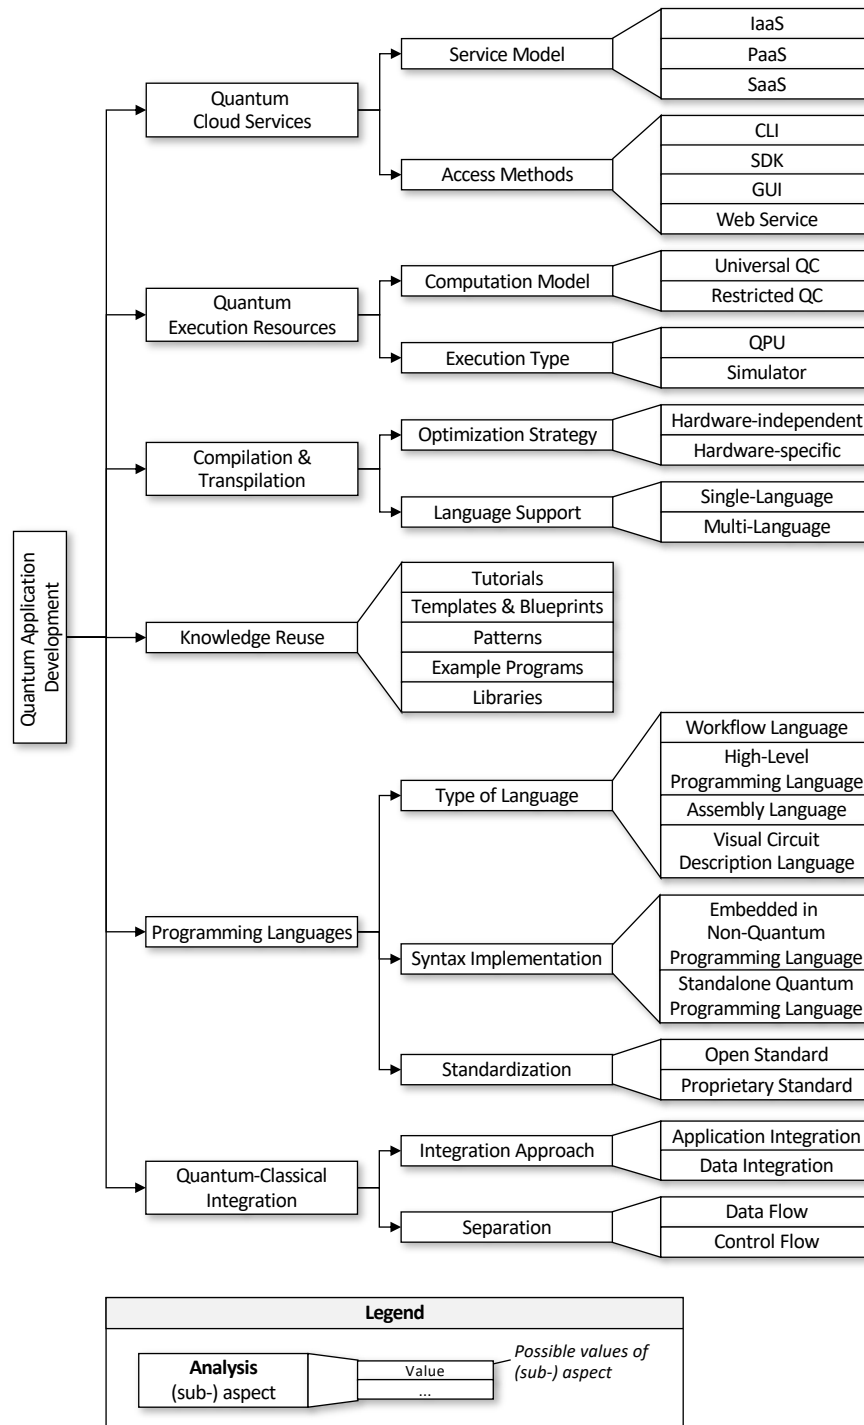 Quantum Application
Development
Quantum
Cloud Services
Service Model
IaaS
PaaS
SaaS
Access Methods
CLI
SDK
GUI
Web Service
Quantum
Execution Resources
Computation Model
Universal QC
Restricted QC
Execution Type
QPU
Simulator
Compilation &
Transpilation
Optimization Strategy
Hardware-independent
Hardware-specific
Language Support
Single-Language
Multi-Language
Knowledge Reuse
Tutorials
Templates & Blueprints
Patterns
Example Programs
Libraries
Programming Languages
Type of Language
Workflow Language
High-Level
Programming Language
Assembly Language
Visual Circuit
Description Language
Syntax Implementation
Embedded in
Non-Quantum
Programming Language
Standalone Quantum
Programming Language
Standardization
Open Standard
Proprietary Standard
Quantum-Classical
Integration
Integration Approach
Application Integration
Data Integration
Separation
Data Flow
Control Flow
Legend
Analysis
(sub-) aspect
Value
...
Possible values of
(sub-) aspect